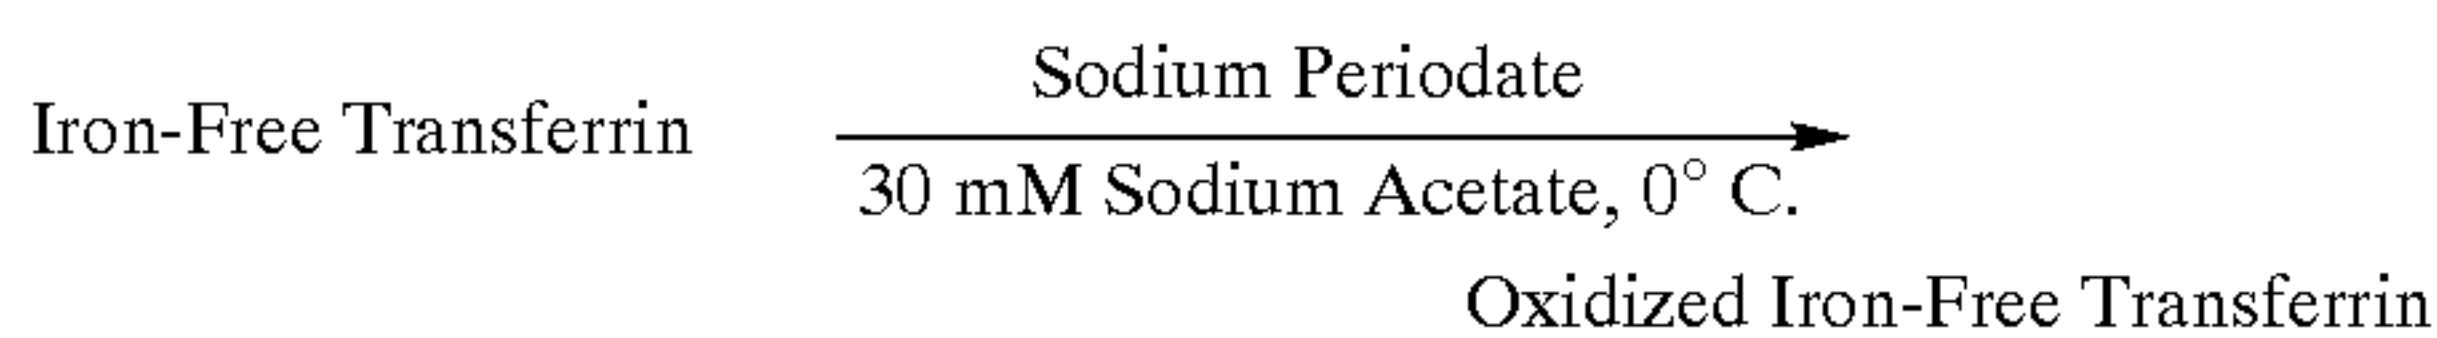 Sodium Periodate
Iron-Free Transferrin
30 mM Sodium Acetate, 0° C.
Oxidized Iron-Free Transferrin